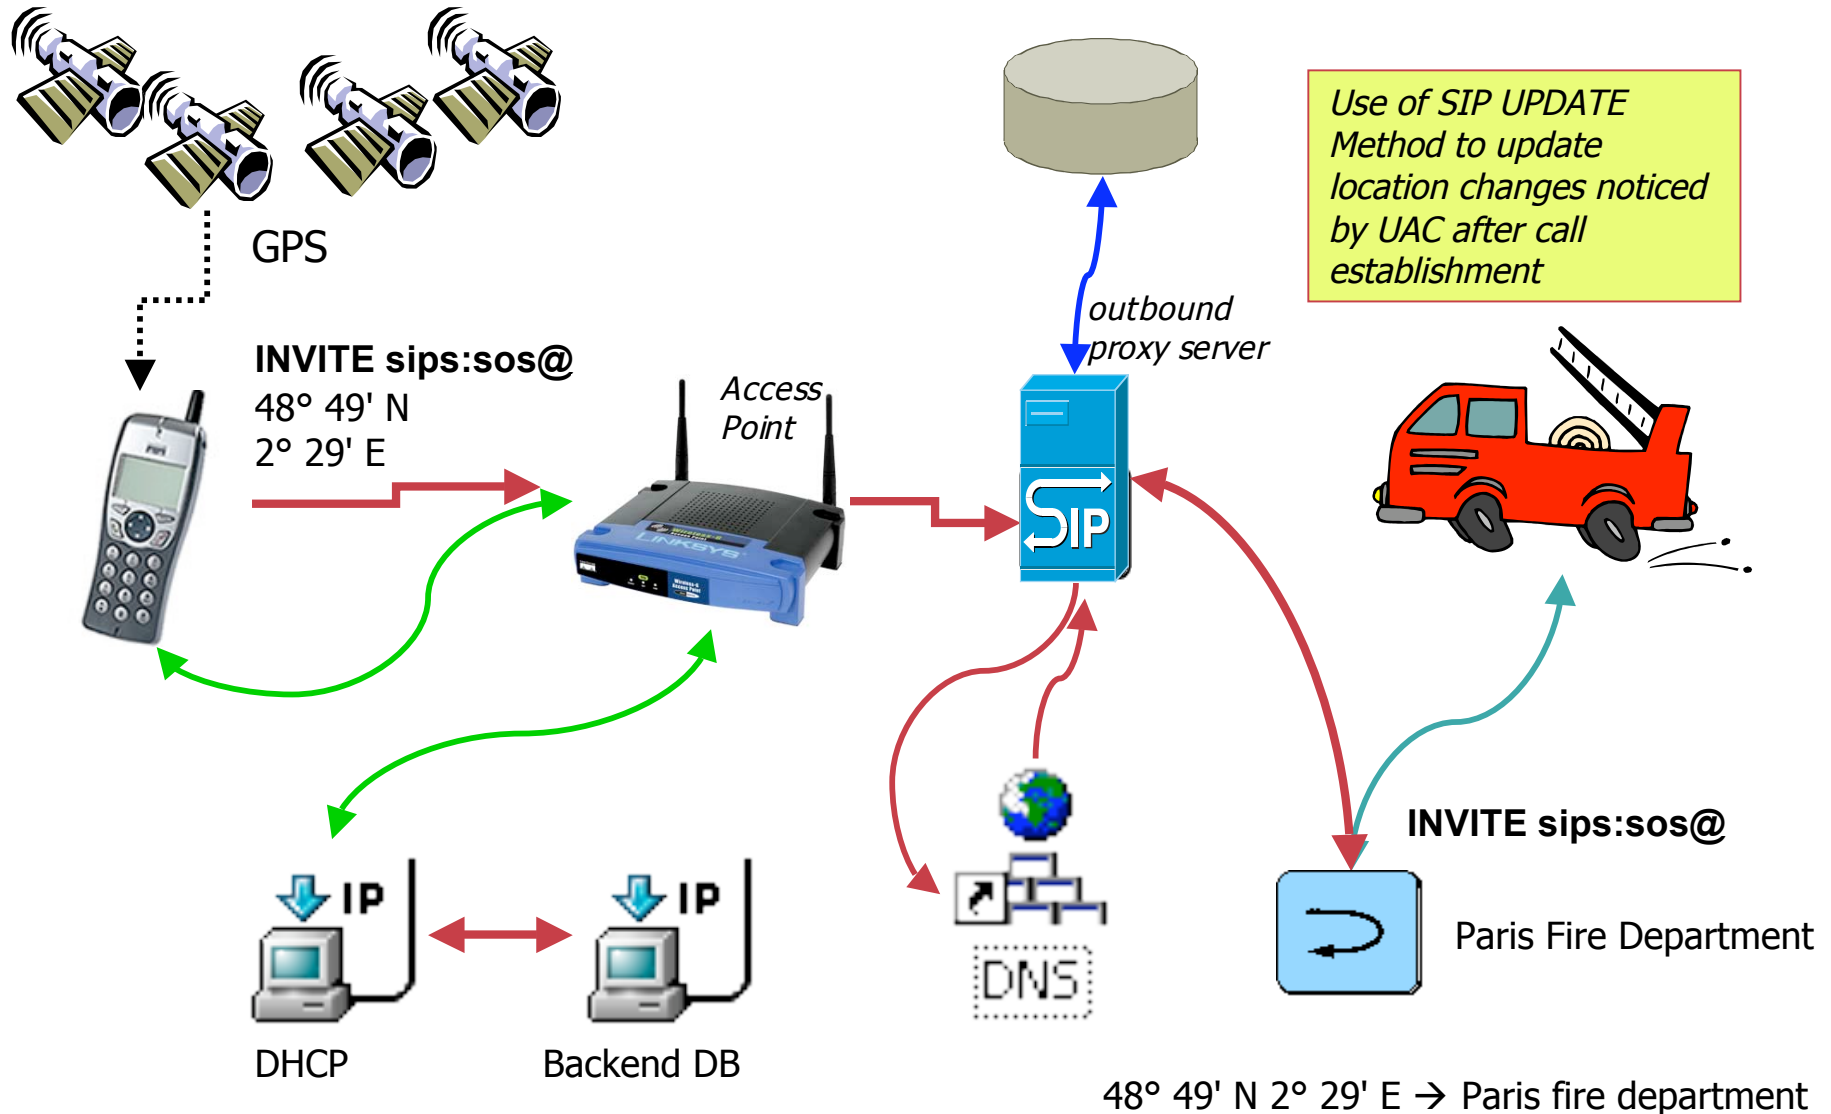 GPS
Use of SIP UPDATE
Method to update
location changes noticed
by UAC after call
establishment
outbound
proxy server
INVITE sips:sos@
48° 49' N
2° 29' E
Access
Point
LINKSYS
SIP
INVITE sips:sos@
IP
IP
Paris Fire Department
DNS
DHCP
Backend DB
48° 49' N 2° 29' E → Paris fire department